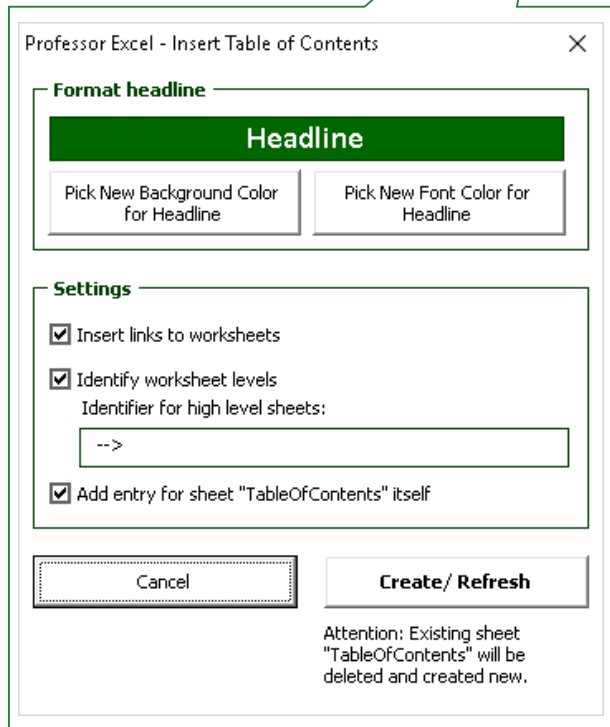 Professor Excel - Insert Table of Contents
Format headline
Headline
Pick New Background Color
for Headline
Pick New Font Color for
Headline
Settings
Insert links to worksheets
Identify worksheet levels
Identifier for high level sheets:
-->
Add entry for sheet "TableOfContents" itself
Cancel
Create/ Refresh
Attention: Existing sheet
"TableOfContents" will be
deleted and created new.